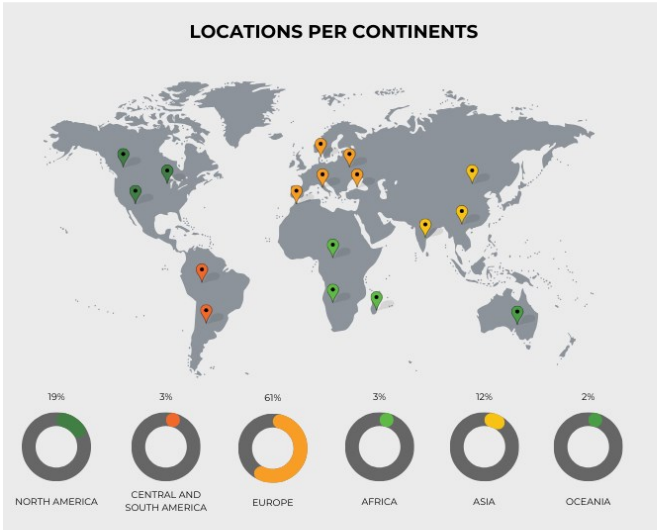 LOCATIONS PER CONTINENTS
19%
3%
61%
3%
12%
2%
NORTH AMERICA
CENTRAL AND
SOUTH AMERICA
EUROPE
AFRICA
ASIA
OCEANIA